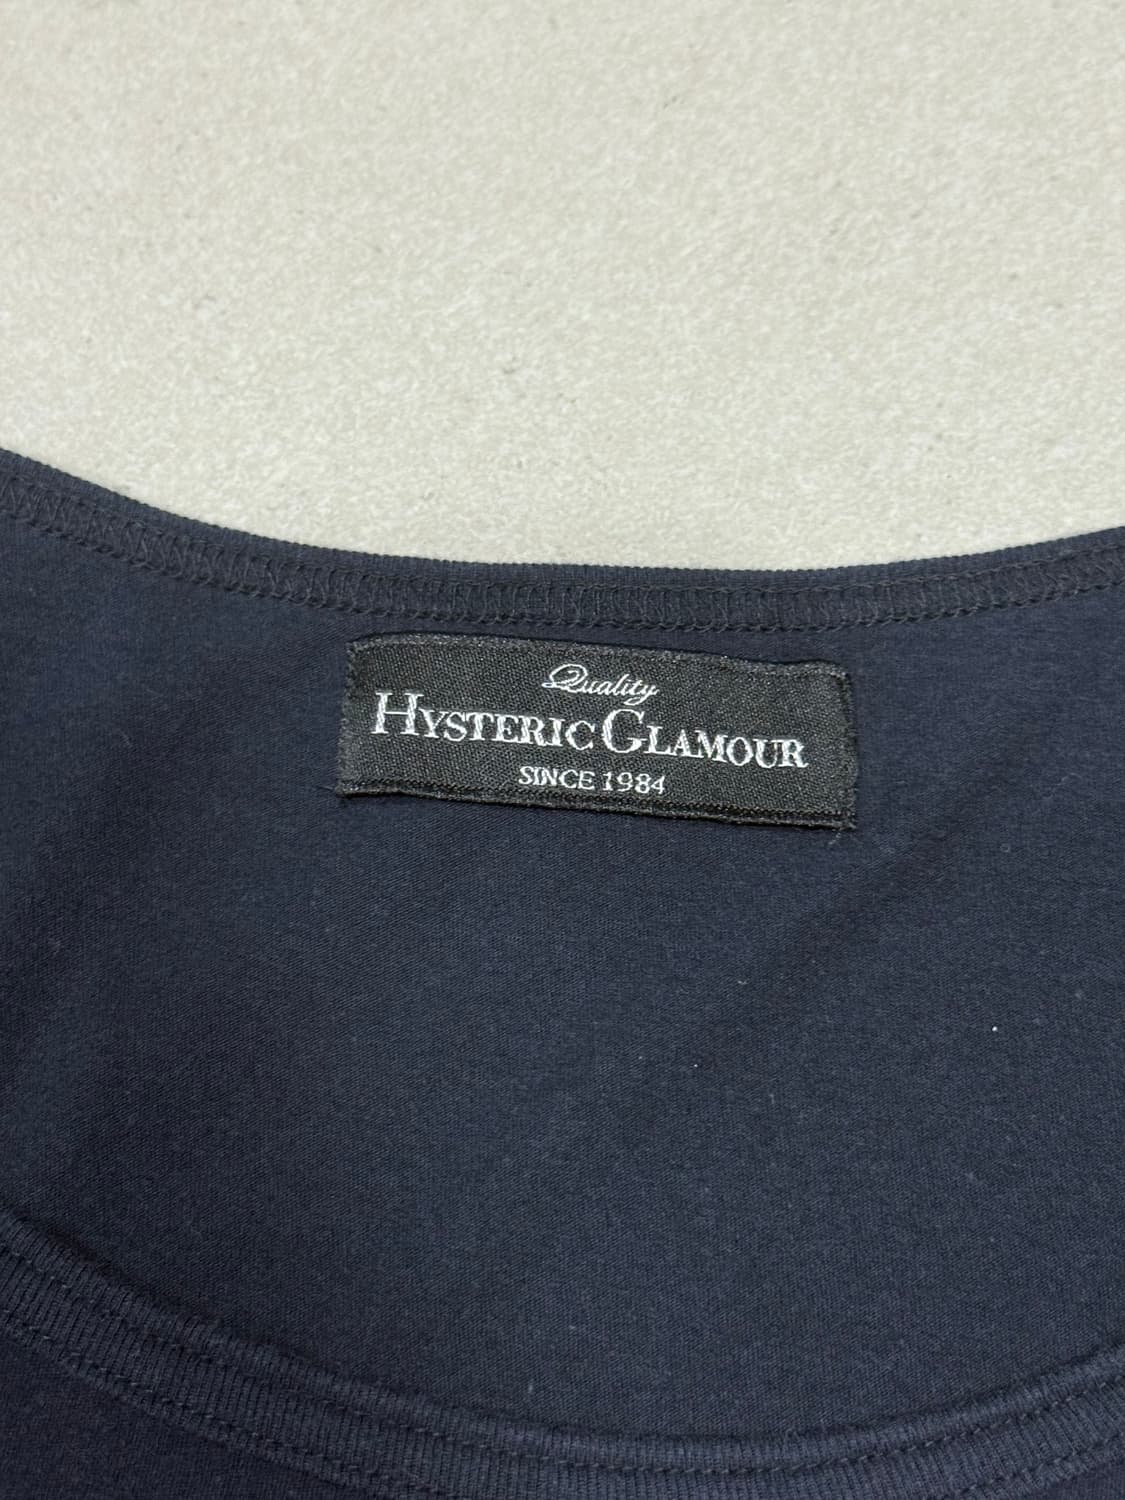 Quality
HYSTERIC GLAMOUR
SINCE 1984